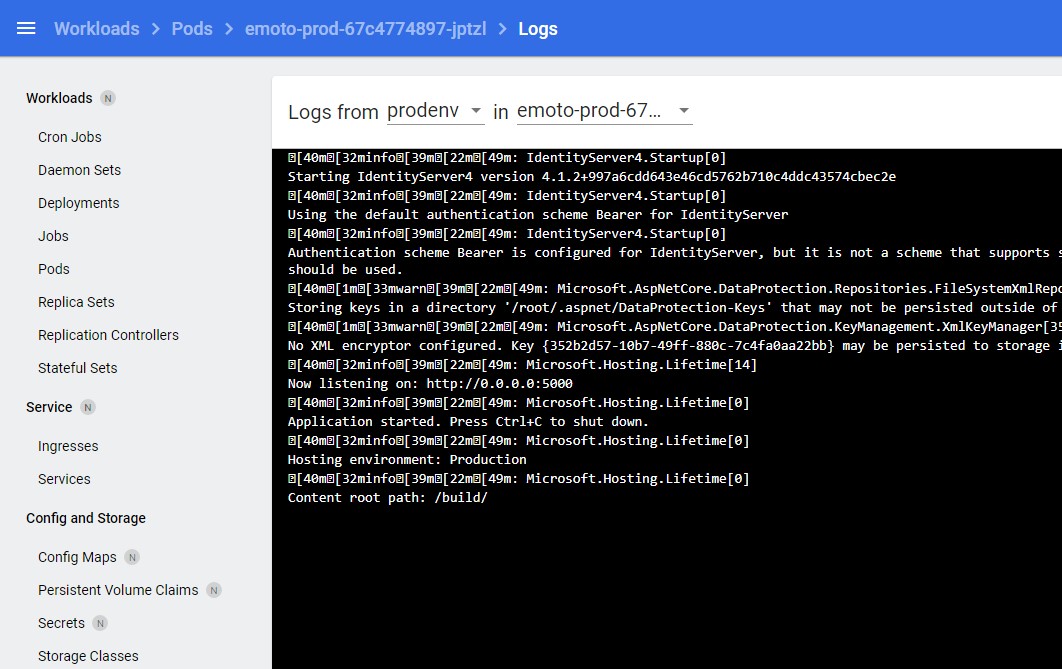 Workloads > Pods > emoto-prod-67c4774897-jptzl > Logs
Workloads N
Cron Jobs
Daemon Sets
Deployments
Jobs
Pods
Replica Sets
Replication Controllers
Stateful Sets
Service N
Ingresses
Services
Config and Storage
Config Maps N
Persistent Volume Claims N
Secrets N
Storage Classes
Logs from prodenv in emoto-prod-67...
[40m[32minfo[39m[22m[49m: IdentityServer4.Startup[0]
Starting IdentityServer4 version 4.1.2+997a6cdd643e46cd5762b710c4ddc43574cbec2e
[40m[32minfo[39m[22m[49m: IdentityServer4.Startup[0]
Using the default authentication scheme Bearer for IdentityServer
[40m[32minfo[39m[22m[49m: IdentityServer4.Startup[0]
Authentication scheme Bearer is configured for IdentityServer, but it is not a scheme that supports
should be used.
[40m[1m[33mwarn[39m[22m[49m: Microsoft.AspNetCore.DataProtection.Repositories.FileSystemXmlRepo
Storing keys in a directory '/root/.aspnet/DataProtection-Keys' that may not be persisted outside of
[40m[1m[33mwarn[39m[22m[49m: Microsoft.AspNetCore.DataProtection.KeyManagement.XmlKeyManager[35
No XML encryptor configured. Key {352b2d57-10b7-49ff-880c-7c4fa0aa22bb} may be persisted to storage
[40m[32minfo[39m[22m[49m: Microsoft.Hosting.Lifetime[14]
Now listening on: http://0.0.0.0:5000
[40m[32minfo[39m[22m[49m: Microsoft.Hosting.Lifetime[0]
Application started. Press Ctrl+C to shut down.
[40m[32minfo[39m[22m[49m: Microsoft.Hosting.Lifetime[0]
Hosting environment: Production
[40m[32minfo[39m[22m[49m: Microsoft.Hosting.Lifetime[0]
Content root path: /build/